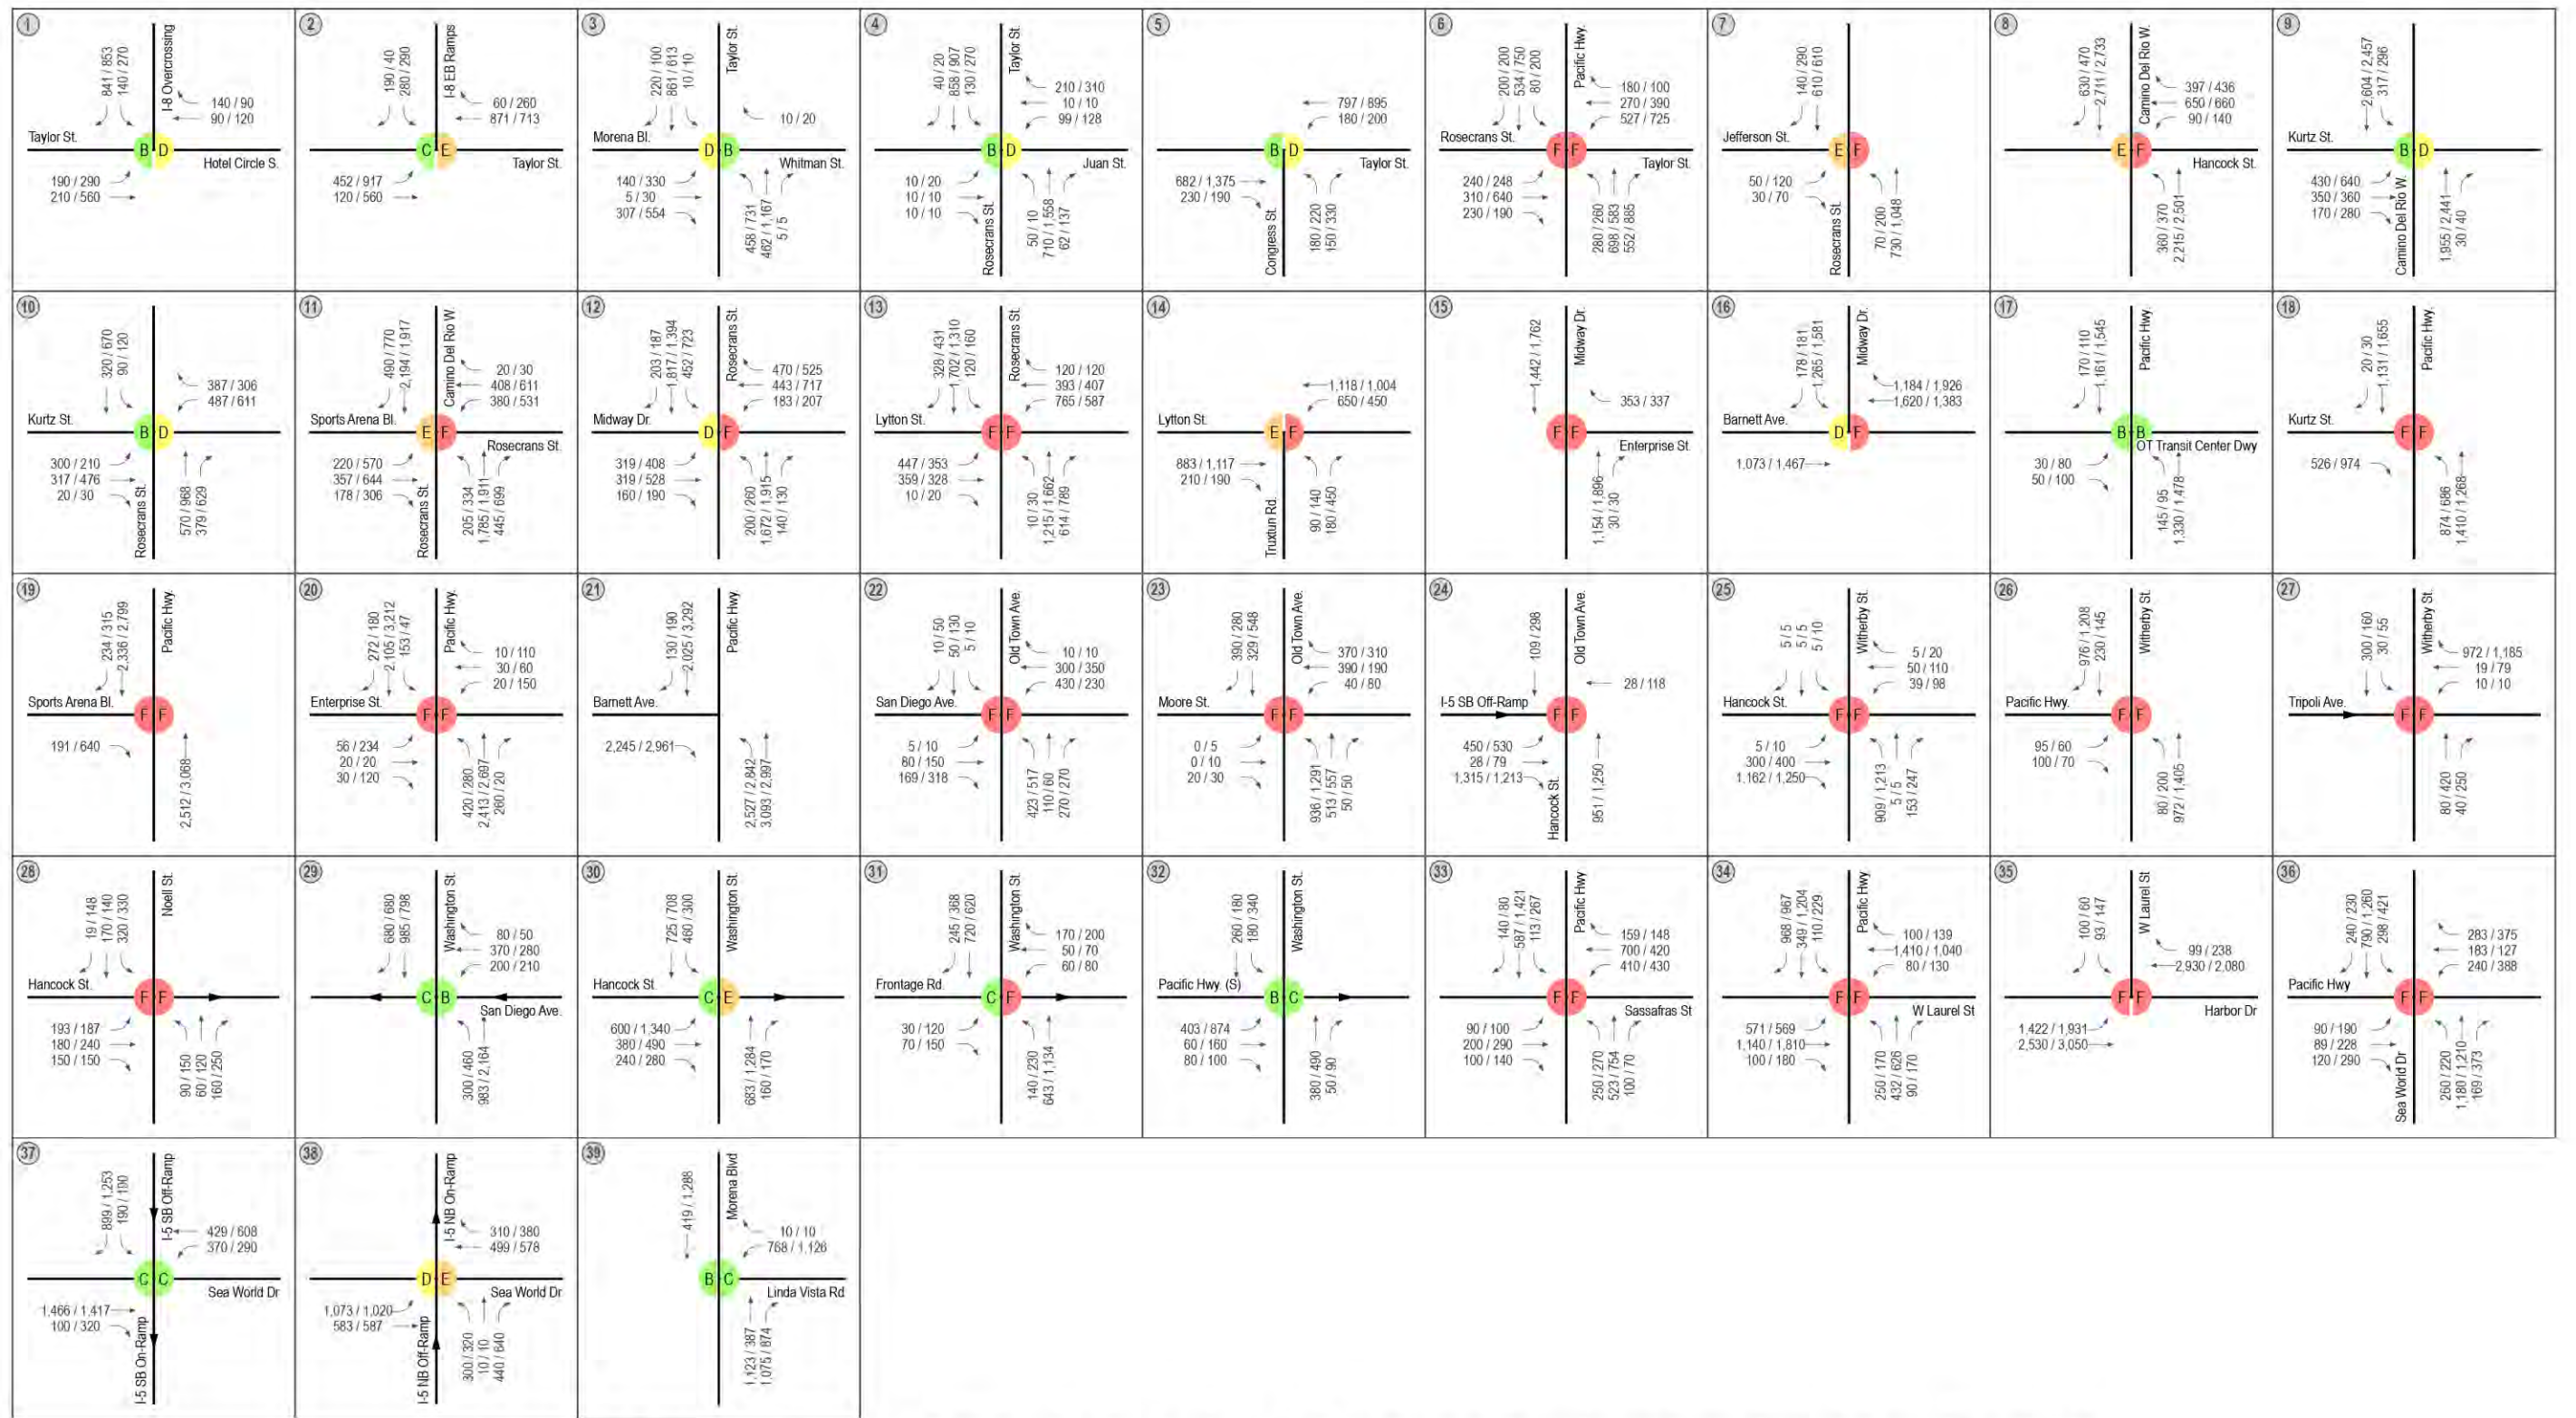 1
841 / 853
140 / 270
I-8 Overcrossing
140 / 90
90 / 120
Taylor St.
B D
Hotel Circle S.
190 / 290
210 / 560
2
190 / 40
280 / 290
I-8 EB Ramps
60 / 260
871 / 713
C E
Taylor St.
452 / 917
120 / 560
3
220 / 100
861 / 613
10 / 10
Taylor St.
10 / 20
Morena Bl.
D B
Whitman St.
140 / 330
5 / 30
307 / 554
458 / 731
462 / 1,167
5 / 5
4
40 / 20
858 / 907
130 / 270
Taylor St.
210 / 310
10 / 10
99 / 128
B D
Juan St.
10 / 20
10 / 10
10 / 10
Rosecrans St.
50 / 10
710 / 1,558
62 / 137
5
797 / 895
180 / 200
B D
Taylor St.
682 / 1,375
230 / 190
Congress St.
180 / 220
150 / 330
6
200 / 200
534 / 750
80 / 200
Pacific Hwy.
180 / 100
270 / 390
527 / 725
Rosecrans St.
F F
Taylor St.
240 / 248
310 / 640
230 / 190
280 / 260
698 / 583
552 / 885
7
140 / 290
610 / 610
Jefferson St.
E F
50 / 120
30 / 70
Rosecrans St.
70 / 200
730 / 1,048
8
630 / 470
2,711 / 2,733
Camino Del Rio W.
397 / 436
650 / 660
90 / 140
E F
Hancock St.
360 / 370
2,215 / 2,501
9
2,604 / 2,457
317 / 296
Kurtz St.
B D
430 / 640
350 / 360
170 / 280
Camino Del Rio W.
1,955 / 2,441
30 / 40
10
320 / 670
90 / 120
387 / 306
487 / 611
Kurtz St.
B D
300 / 210
317 / 476
20 / 30
Rosecrans St.
570 / 968
379 / 629
11
490 / 770
2,194 / 1,917
Camino Del Rio W.
20 / 30
408 / 611
380 / 531
Sports Arena Bl.
E F
Rosecrans St.
220 / 570
357 / 644
178 / 306
Rosecrans St.
205 / 334
1,785 / 1,911
445 / 699
12
203 / 187
1,817 / 1,394
452 / 723
Rosecrans St.
470 / 525
443 / 717
183 / 207
Midway Dr.
D F
319 / 408
319 / 528
160 / 190
200 / 260
1,672 / 1,915
140 / 130
13
328 / 431
1,702 / 1,310
120 / 160
Rosecrans St.
120 / 120
393 / 407
765 / 587
Lytton St.
F F
447 / 353
359 / 328
10 / 20
10 / 30
1,215 / 1,662
614 / 789
14
1,118 / 1,004
650 / 450
Lytton St.
E F
883 / 1,117
210 / 190
Truxtun Rd.
90 / 140
180 / 450
15
1,442 / 1,762
Midway Dr.
353 / 337
F F
Enterprise St.
1,154 / 1,896
30 / 30
16
178 / 181
1,265 / 1,581
Midway Dr.
1,184 / 1,926
1,620 / 1,383
Barnett Ave.
D F
1,073 / 1,467
17
170 / 110
1,161 / 1,545
Pacific Hwy.
B B
OT Transit Center Dwy
30 / 80
50 / 100
145 / 95
1,330 / 1,478
18
20 / 30
1,131 / 1,655
Pacific Hwy.
Kurtz St.
F F
526 / 974
874 / 686
1,410 / 1,268
19
234 / 315
2,336 / 2,799
Pacific Hwy.
Sports Arena Bl.
F F
191 / 640
2,512 / 3,068
20
272 / 180
2,105 / 3,212
153 / 47
Pacific Hwy.
10 / 110
30 / 60
20 / 150
Enterprise St.
F F
56 / 234
20 / 20
30 / 120
420 / 280
2,413 / 2,697
260 / 20
21
130 / 190
2,025 / 3,292
Pacific Hwy.
Barnett Ave.
2,245 / 2,961
2,527 / 2,842
3,093 / 2,997
22
10 / 50
50 / 130
5 / 10
Old Town Ave.
10 / 10
300 / 350
430 / 230
San Diego Ave.
F F
5 / 10
80 / 150
169 / 318
423 / 517
110 / 60
270 / 270
23
390 / 280
329 / 548
Old Town Ave.
370 / 310
390 / 190
40 / 80
Moore St.
F F
0 / 5
0 / 10
20 / 30
936 / 1,291
513 / 557
50 / 50
24
109 / 298
Old Town Ave.
28 / 118
I-5 SB Off-Ramp
F F
450 / 530
28 / 79
1,315 / 1,213
Hancock St.
951 / 1,250
25
5 / 5
5 / 5
5 / 10
Witherby St.
5 / 20
50 / 110
39 / 98
Hancock St.
F F
5 / 10
300 / 400
1,162 / 1,250
909 / 1,213
5 / 5
153 / 247
26
976 / 1,208
230 / 145
Witherby St.
Pacific Hwy.
F F
95 / 60
100 / 70
80 / 200
972 / 1,405
27
300 / 160
30 / 55
Witherby St.
972 / 1,185
19 / 79
10 / 10
Tripoli Ave.
F F
80 / 420
40 / 250
28
19 / 148
170 / 140
320 / 330
Noell St.
Hancock St.
F F
193 / 187
180 / 240
150 / 150
90 / 150
60 / 120
160 / 250
29
680 / 680
985 / 798
Washington St.
80 / 50
370 / 280
200 / 210
C B
San Diego Ave.
300 / 460
983 / 2,164
30
725 / 708
460 / 300
Washington St.
Hancock St.
C E
600 / 1,340
380 / 490
240 / 280
683 / 1,284
160 / 170
31
245 / 368
720 / 620
Washington St.
170 / 200
50 / 70
60 / 80
Frontage Rd.
C F
30 / 120
70 / 150
140 / 230
643 / 1,134
32
260 / 180
180 / 340
Washington St.
Pacific Hwy. (S)
B C
403 / 874
60 / 160
80 / 100
380 / 490
50 / 90
33
140 / 80
587 / 1,421
113 / 267
Pacific Hwy
159 / 148
700 / 420
410 / 430
F F
Sassafras St
90 / 100
200 / 290
100 / 140
250 / 270
523 / 754
100 / 70
34
968 / 967
349 / 1,204
110 / 229
Pacific Hwy
100 / 139
1,410 / 1,040
80 / 130
F F
W Laurel St
571 / 569
1,140 / 1,810
100 / 180
250 / 170
432 / 626
90 / 170
35
100 / 60
93 / 147
W Laurel St
99 / 238
2,930 / 2,080
F F
Harbor Dr
1,422 / 1,931
2,530 / 3,050
36
240 / 230
790 / 1,260
298 / 421
283 / 375
183 / 127
240 / 388
Pacific Hwy
F F
90 / 190
89 / 228
120 / 290
Sea World Dr
260 / 220
1,180 / 1,210
169 / 373
37
899 / 1,253
190 / 190
I-5 SB Off-Ramp
429 / 608
370 / 290
C C
Sea World Dr
1,466 / 1,417
100 / 320
I-5 SB On-Ramp
38
I-5 NB On-Ramp
310 / 380
499 / 578
D E
Sea World Dr
1,073 / 1,020
583 / 587
I-5 NB Off-Ramp
300 / 320
10 / 10
440 / 640
39
419 / 1,288
Morena Blvd
10 / 10
768 / 1,126
B C
Linda Vista Rd
1,123 / 387
1,075 / 874